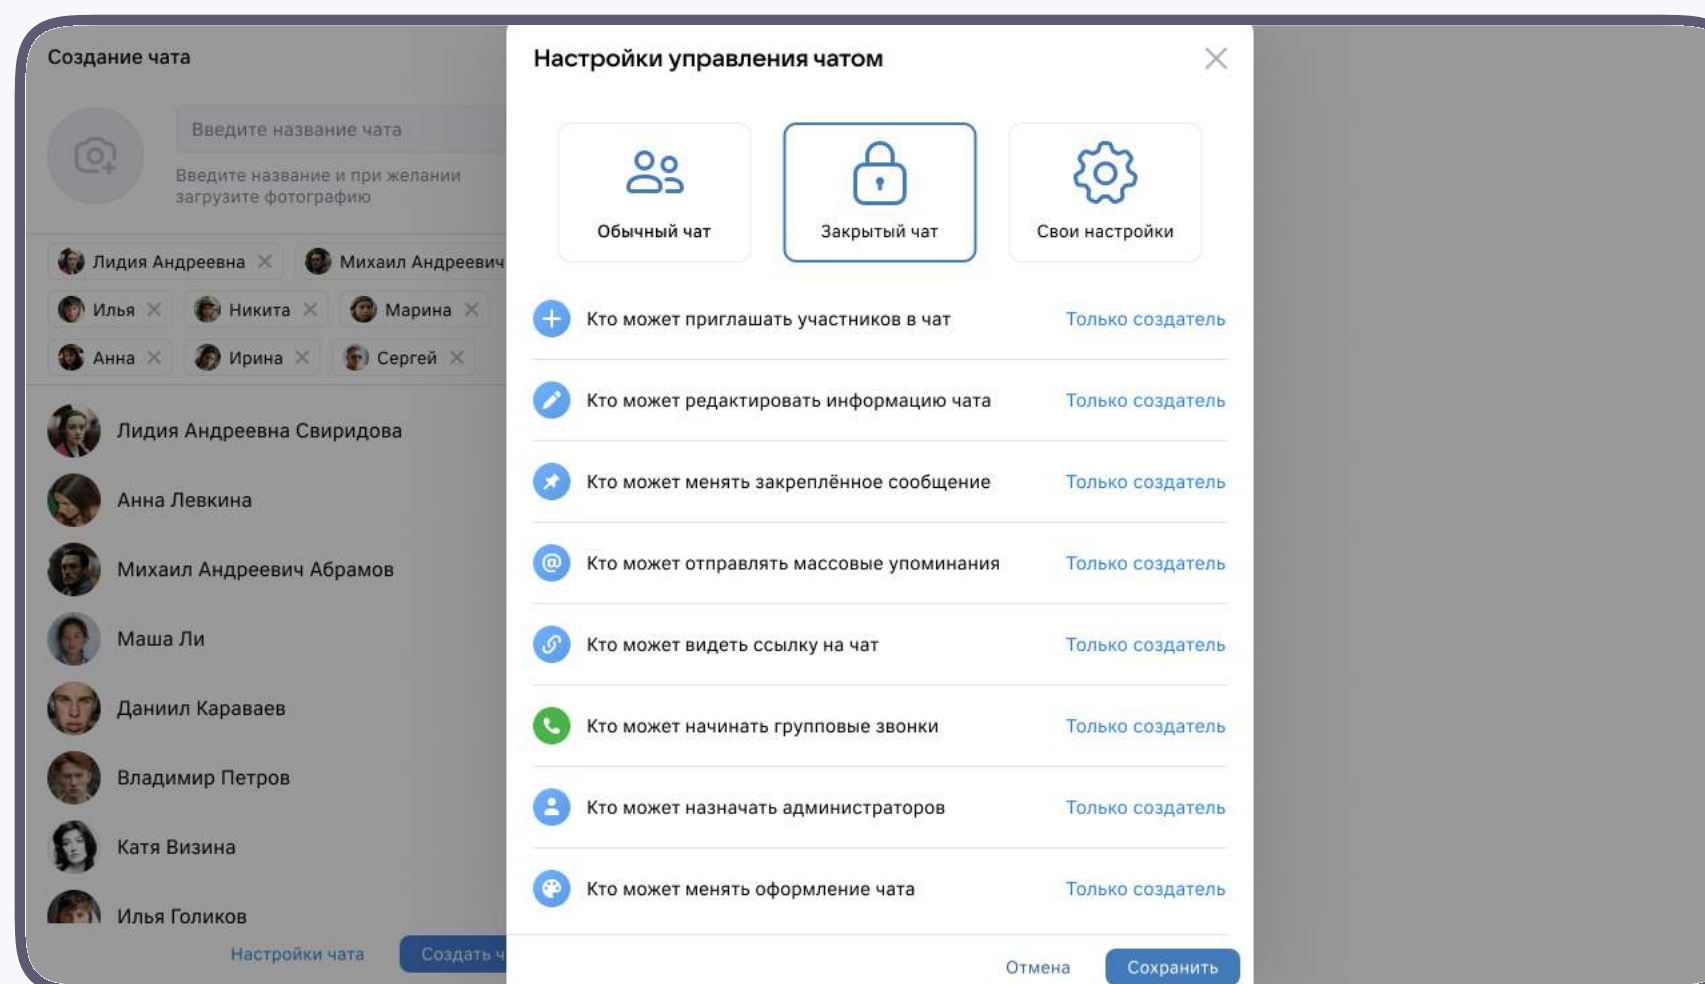 Создание чата
Введите название чата
Введите название и при желании
загрузите фотографию
Лидия Андреевна
Михаил Андреевич
Илья
Никита
Марина
Анна
Ирина
Сергей
Лидия Андреевна Свиридова
Анна Левкина
Михаил Андреевич Абрамов
Маша Ли
Даниил Караваев
Владимир Петров
Катя Визина
Илья Голиков
Настройки чата
Создать ч
Настройки управления чатом
Обычный чат
Закрытый чат
Свои настройки
Кто может приглашать участников в чат Только создатель
Кто может редактировать информацию чата Только создатель
Кто может менять закреплённое сообщение Только создатель
Кто может отправлять массовые упоминания Только создатель
Кто может видеть ссылку на чат Только создатель
Кто может начинать групповые звонки Только создатель
Кто может назначать администраторов Только создатель
Кто может менять оформление чата Только создатель
Отмена
Сохранить